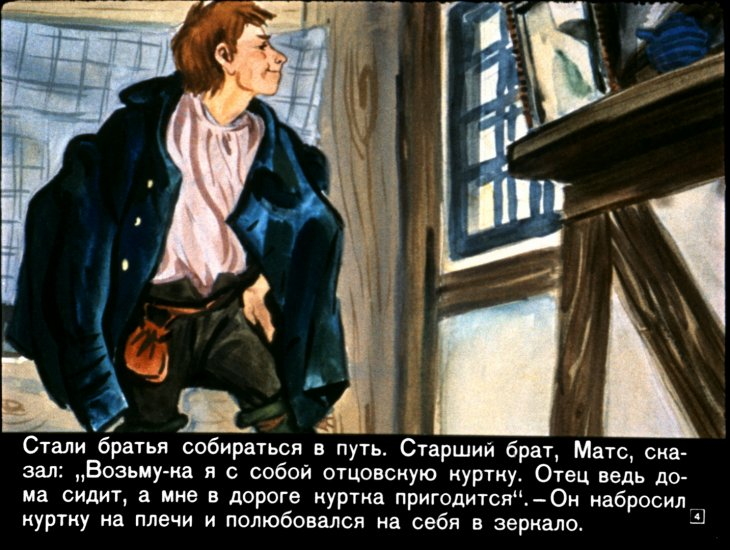 Стали братья собираться в путь. Старший брат, Матс, ска-
зал: „Возьму-ка я с собой отцовскую куртку. Отец ведь до-
ма сидит, а мне в дороге куртка пригодится“.–Он набросил
куртку на плечи и полюбовался на себя в зеркало.
4